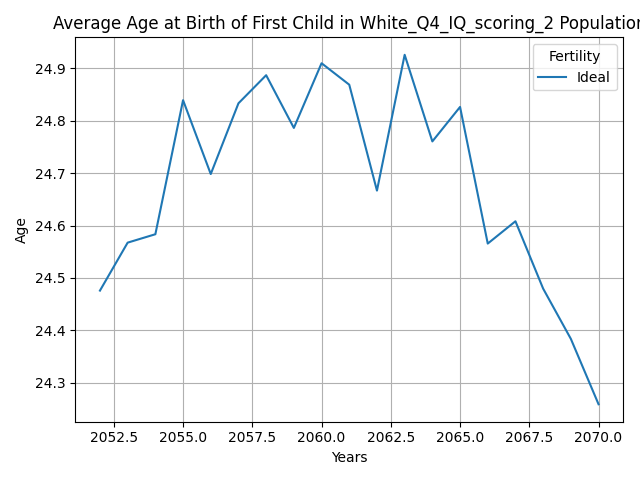 Average Age at Birth of First Child in White_Q4_IQ_scoring_2 Population
Fertility
Ideal
24.9
24.8
24.7
24.6
24.5
24.4
24.3
Age
2052.5 2055.0 2057.5 2060.0 2062.5 2065.0 2067.5 2070.0
Years